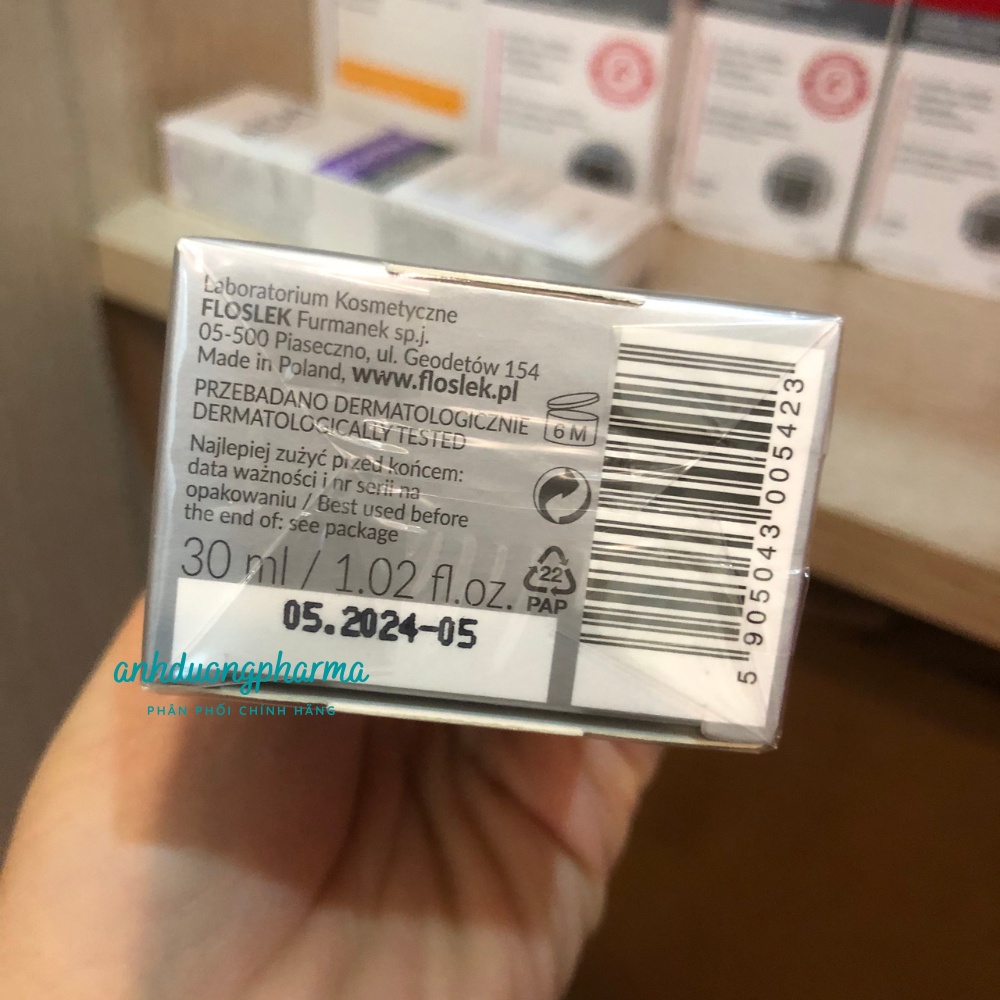 Laboratorium Kosmetyczne
FLOSLEK Furmanek sp.j.
05-500 Piaseczno, ul. Geodetów 154
Made in Poland, www.floslek.pl
PRZEBADANO DERMATOLOGICZNIE
DERMATOLOGICALLY TESTED
6 M
Najlepiej zużyć przed końcem:
data ważności i nr serii na
opakowaniu / Best used before
the end of: see package
30 ml / 1.02 fl.oz.
22
PAP
05.2024-05
5 905043 005423
anhduongpharma
PHÂN PHỐI CHÍNH HÃNG